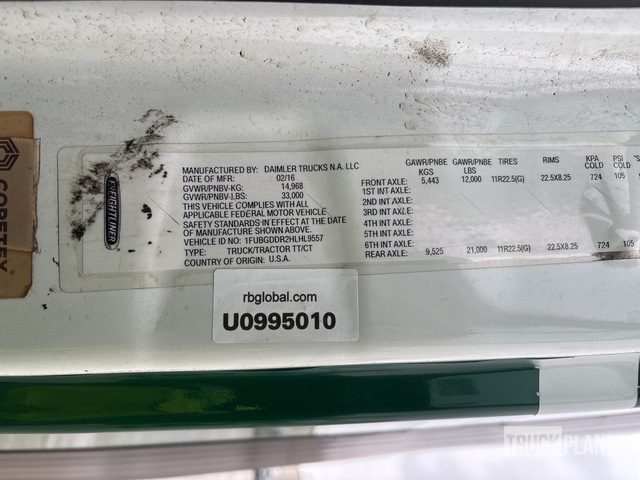 CORETEX
FREIGHTLINER
MANUFACTURED BY: DAIMLER TRUCKS N.A. LLC
DATE OF MFR: 02/16
GVWR/PNBV-KG: 14,968
GVWR/PNBV-LBS: 33,000
THIS VEHICLE COMPLIES WITH ALL
APPLICABLE FEDERAL MOTOR VEHICLE
SAFETY STANDARDS IN EFFECT AT THE DATE
OF MANUFACTURE SHOWN ABOVE.
VEHICLE ID NO.: 1FUBGDDR2HLHL9557
TYPE: TRUCK/TRACTOR TT/CT
COUNTRY OF ORIGIN: U.S.A.
GAWR/PNBE GAWR/PNBE TIRES RIMS KPA PSI
KGS LBS COLD COLD
FRONT AXLE: 5,443 12,000 11R22.5(G) 22.5X8.25 724 105
1ST INT AXLE:
2ND INT AXLE:
3RD INT AXLE:
4TH INT AXLE:
5TH INT AXLE:
6TH INT AXLE:
REAR AXLE: 9,525 21,000 11R22.5(G) 22.5X8.25 724 105
rbglobal.com
U0995010
TRUCKPLANET